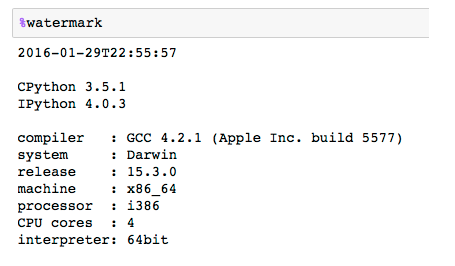 %watermark
2016-01-29T22:55:57
CPython 3.5.1
IPython 4.0.3
compiler   : GCC 4.2.1 (Apple Inc. build 5577)
system     : Darwin
release    : 15.3.0
machine    : x86_64
processor  : i386
CPU cores  : 4
interpreter: 64bit